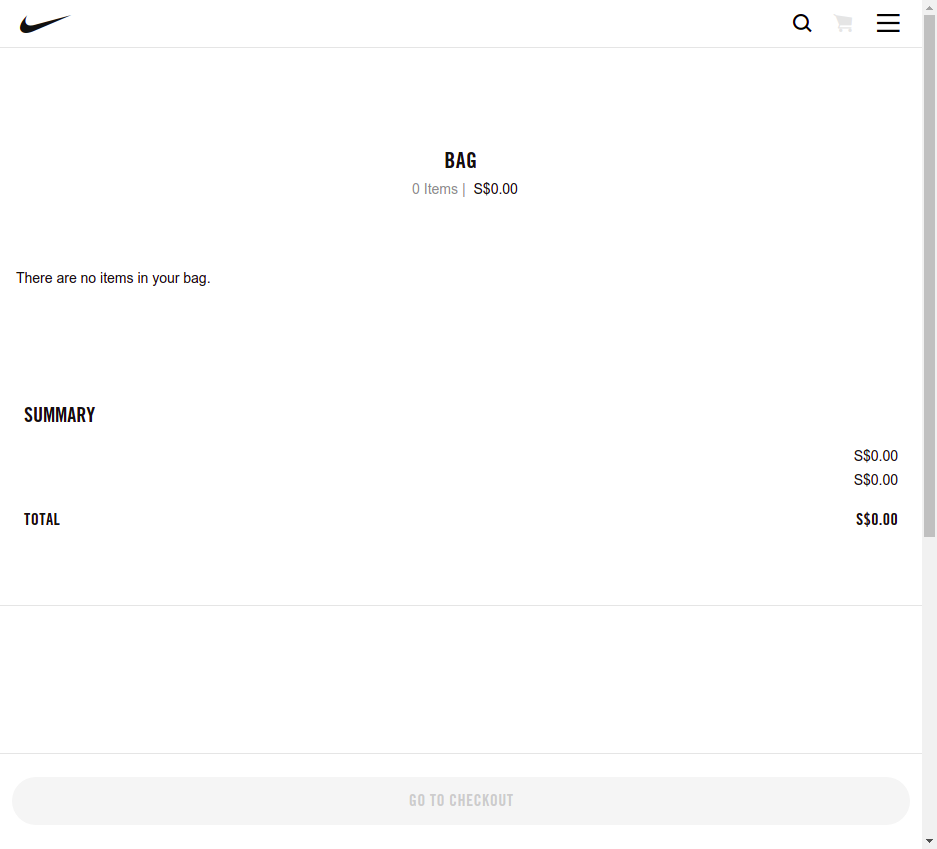 BAG
0 Items | S$0.00
There are no items in your bag.
SUMMARY
S$0.00
S$0.00
TOTAL S$0.00
GO TO CHECKOUT